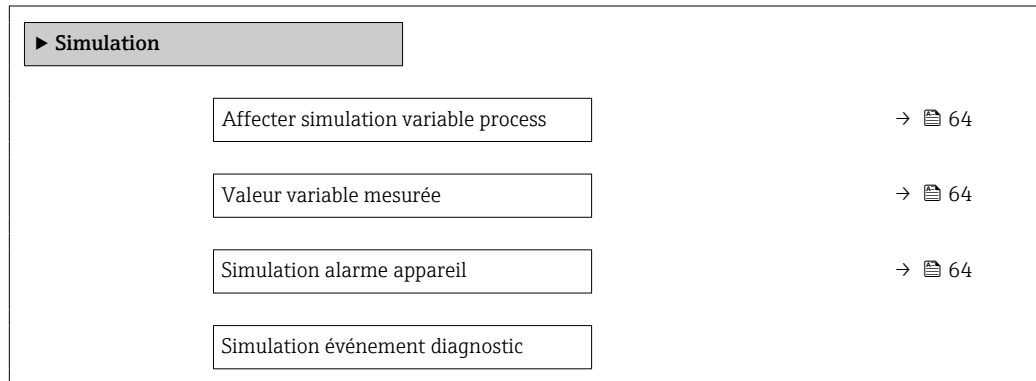 ► Simulation
Affecter simulation variable process → 64
Valeur variable mesurée → 64
Simulation alarme appareil → 64
Simulation événement diagnostic